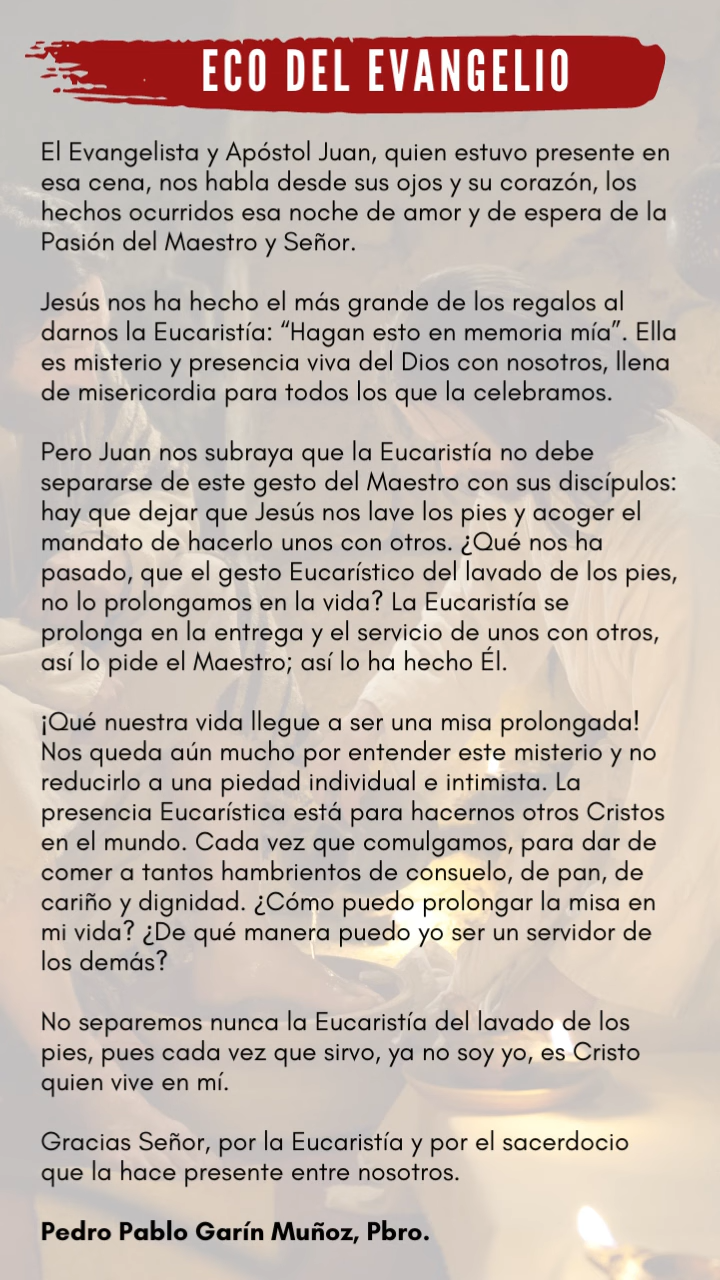 ECO DEL EVANGELIO
El Evangelista y Apóstol Juan, quien estuvo presente en
esa cena, nos habla desde sus ojos y su corazón, los
hechos ocurridos esa noche de amor y de espera de la
Pasión del Maestro y Señor.
Jesús nos ha hecho el más grande de los regalos al
darnos la Eucaristía: “Hagan esto en memoria mía”. Ella
es misterio y presencia viva del Dios con nosotros, llena
de misericordia para todos los que la celebramos.
Pero Juan nos subraya que la Eucaristía no debe
separarse de este gesto del Maestro con sus discípulos:
hay que dejar que Jesús nos lave los pies y acoger el
mandato de hacerlo unos con otros. ¿Qué nos ha
pasado, que el gesto Eucarístico del lavado de los pies,
no lo prolongamos en la vida? La Eucaristía se
prolonga en la entrega y el servicio de unos con otros,
así lo pide el Maestro; así lo ha hecho Él.
¡Qué nuestra vida llegue a ser una misa prolongada!
Nos queda aún mucho por entender este misterio y no
reducirlo a una piedad individual e intimista. La
presencia Eucarística está para hacernos otros Cristos
en el mundo. Cada vez que comulgamos, para dar de
comer a tantos hambrientos de consuelo, de pan, de
cariño y dignidad. ¿Cómo puedo prolongar la misa en
mi vida? ¿De qué manera puedo yo ser un servidor de
los demás?
No separemos nunca la Eucaristía del lavado de los
pies, pues cada vez que sirvo, ya no soy yo, es Cristo
quien vive en mí.
Gracias Señor, por la Eucaristía y por el sacerdocio
que la hace presente entre nosotros.
Pedro Pablo Garín Muñoz, Pbro.